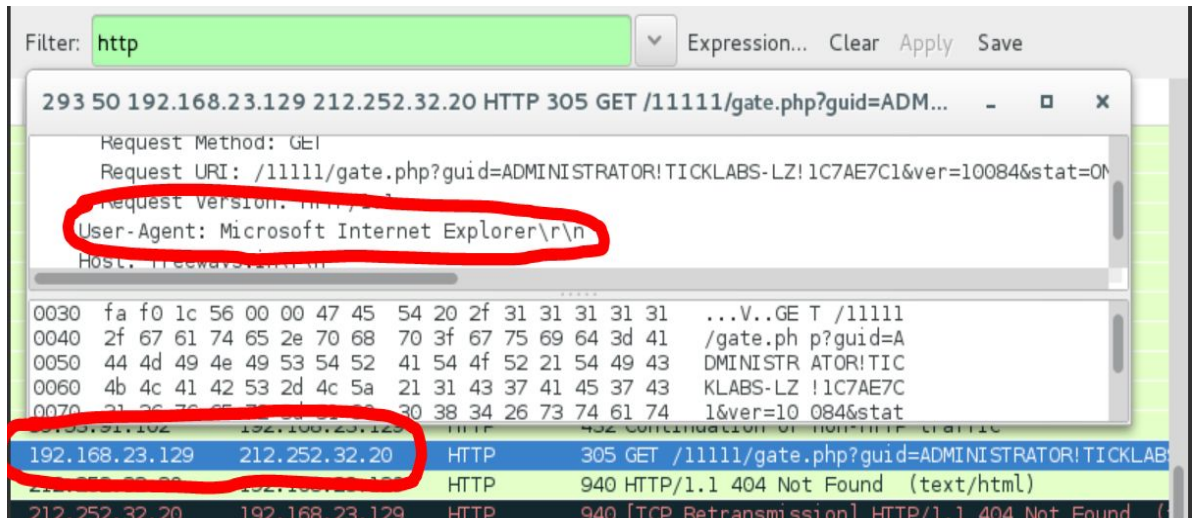 Filter: http Expression... Clear Apply Save
293 50 192.168.23.129 212.252.32.20 HTTP 305 GET /11111/gate.php?guid=ADM...
Request Method: GET
Request URI: /11111/gate.php?guid=ADMINISTRATOR!TICKLABS-LZ!1C7AE7C1&ver=10084&stat=ON
Request Version:
User-Agent: Microsoft Internet Explorer\r\n
Host:
0030 fa f0 1c 56 00 00 47 45 54 20 2f 31 31 31 31 31 ...V..GE T /11111
0040 2f 67 61 74 65 2e 70 68 70 3f 67 75 69 64 3d 41 /gate.ph p?guid=A
0050 44 4d 49 4e 49 53 54 52 41 54 4f 52 21 54 49 43 DMINISTR ATOR!TIC
0060 4b 4c 41 42 53 2d 4c 5a 21 31 43 37 41 45 37 43 KLABS-LZ !1C7AE7C
0070 30 38 34 26 73 74 61 74 1&ver=10 084&stat
192.168.23.129 HTTP 432 Continuation or non-HTTP traffic
192.168.23.129 212.252.32.20 HTTP 305 GET /11111/gate.php?guid=ADMINISTRATOR!TICKLAB
HTTP 940 HTTP/1.1 404 Not Found (text/html)
212.252.32.20 192.168.23.129 HTTP 940 [TCP Retransmission] HTTP/1.1 404 Not Found